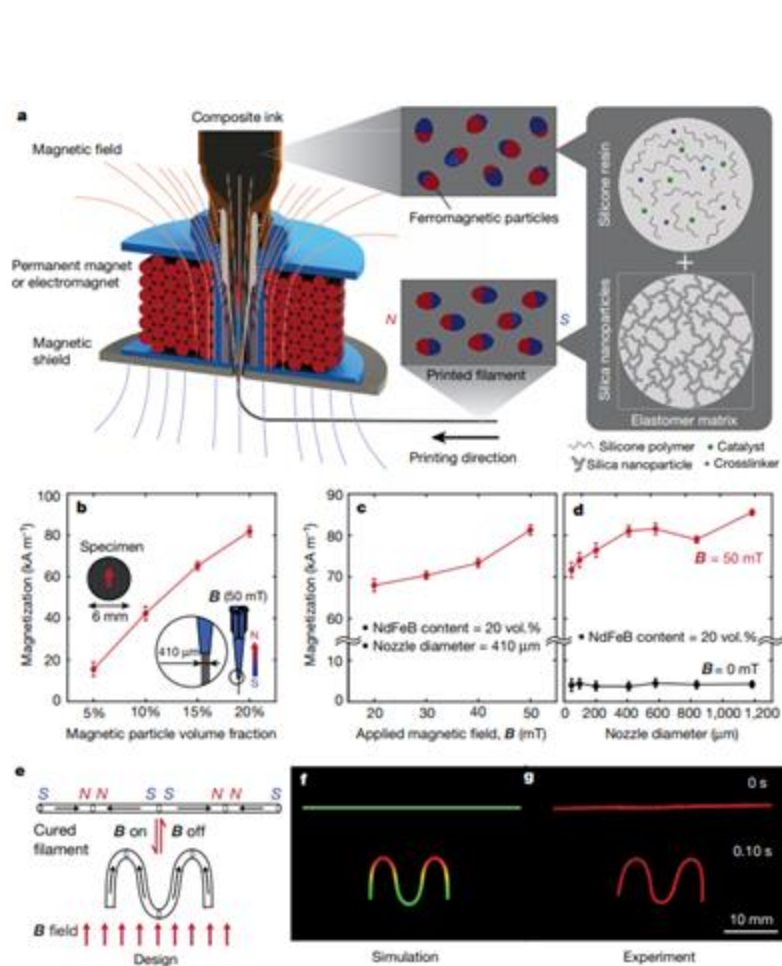 a
Composite ink
Magnetic field
Ferromagnetic particles
Permanent magnet
or electromagnet
Magnetic
shield
N
S
Printed filament
Printing direction
Silicone resin
+
Silica nanoparticles
Elastomer matrix
Silicone polymer
Catalyst
Silica nanoparticle
Crosslinker
b
Magnetization (kA m⁻¹)
100
80
60
40
20
0
Specimen
6 mm
B (50 mT)
410 μm
N
S
5% 10% 15% 20%
Magnetic particle volume fraction
c
Magnetization (kA m⁻¹)
90
80
70
60
10
0
NdFeB content = 20 vol.%
Nozzle diameter = 410 μm
20 30 40 50
Applied magnetic field, B (mT)
d
B = 50 mT
NdFeB content = 20 vol.%
B = 0 mT
0 200 400 600 800 1,000 1,200
Nozzle diameter (μm)
e
S N N S S N N S
Cured
filament
B on
B off
B field
Design
f
Simulation
g
0 s
0.10 s
10 mm
Experiment